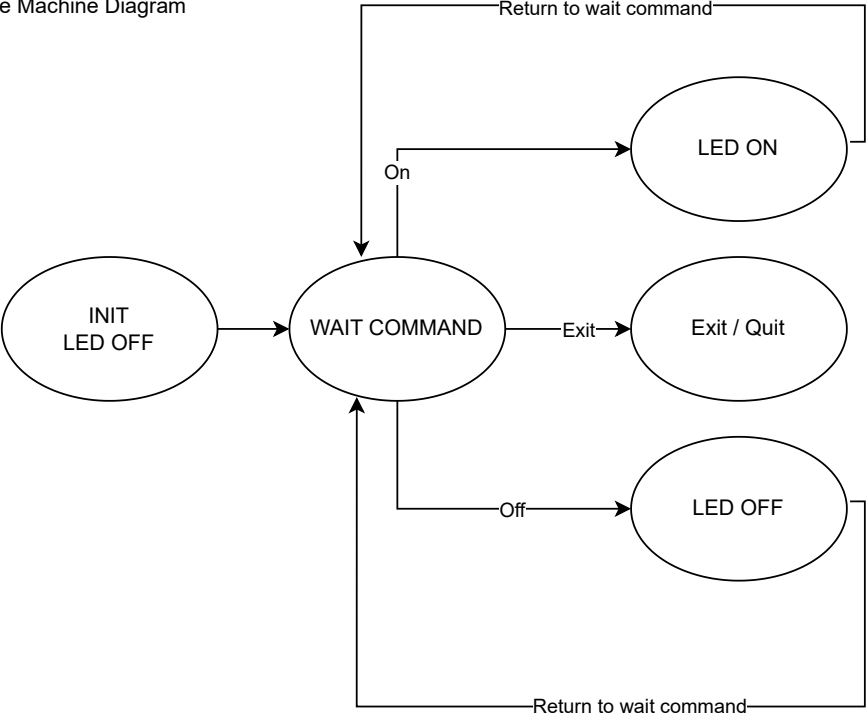 e Machine Diagram
Return to wait command
LED ON
On
INIT
LED OFF
WAIT COMMAND
Exit
Exit / Quit
Off
LED OFF
Return to wait command